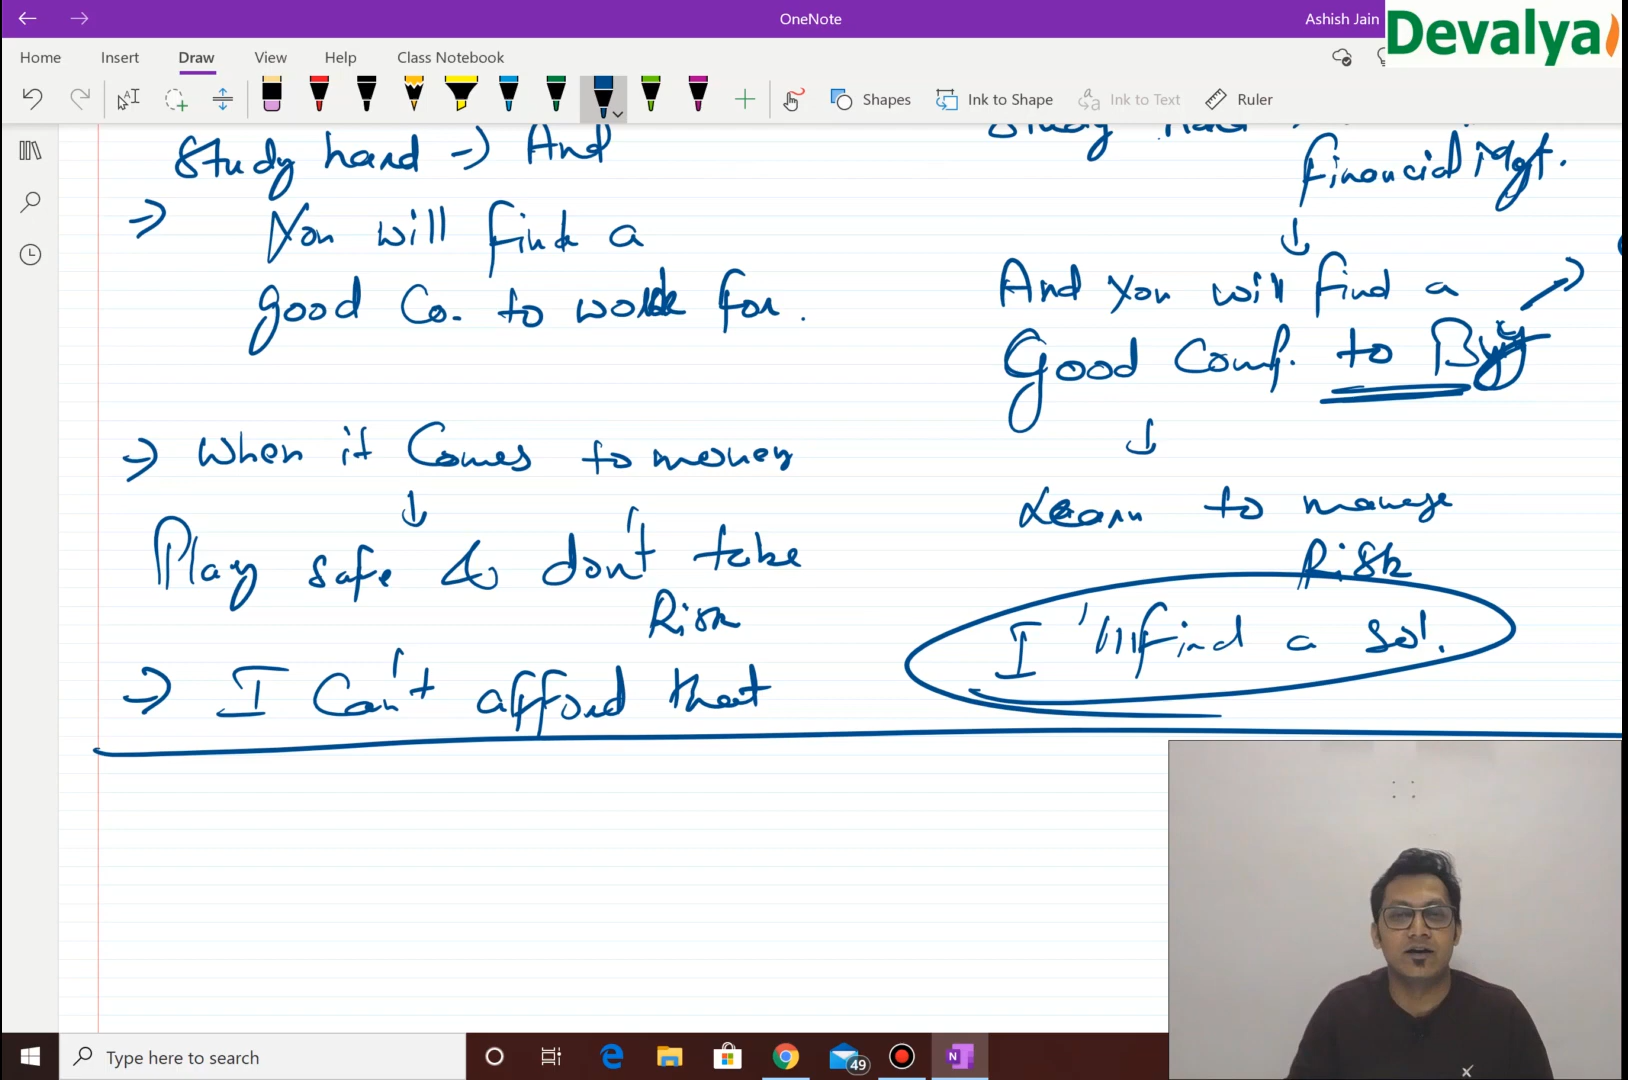 OneNote
Ashish Jain
Devalya
Home Insert Draw View Help Class Notebook
Shapes Ink to Shape Ink to Text Ruler
Study hard -> And
=> You will find a
good Co. to work for.
=> When it Comes to money
↓
Play safe & don't take
Risk
=> I Can't afford that
Study hard
Financial Mgt.
↓
And You will find a
Good Comp. to Buy
↓
Learn to manage
Risk
I 'll find a sol.
Type here to search
49
N